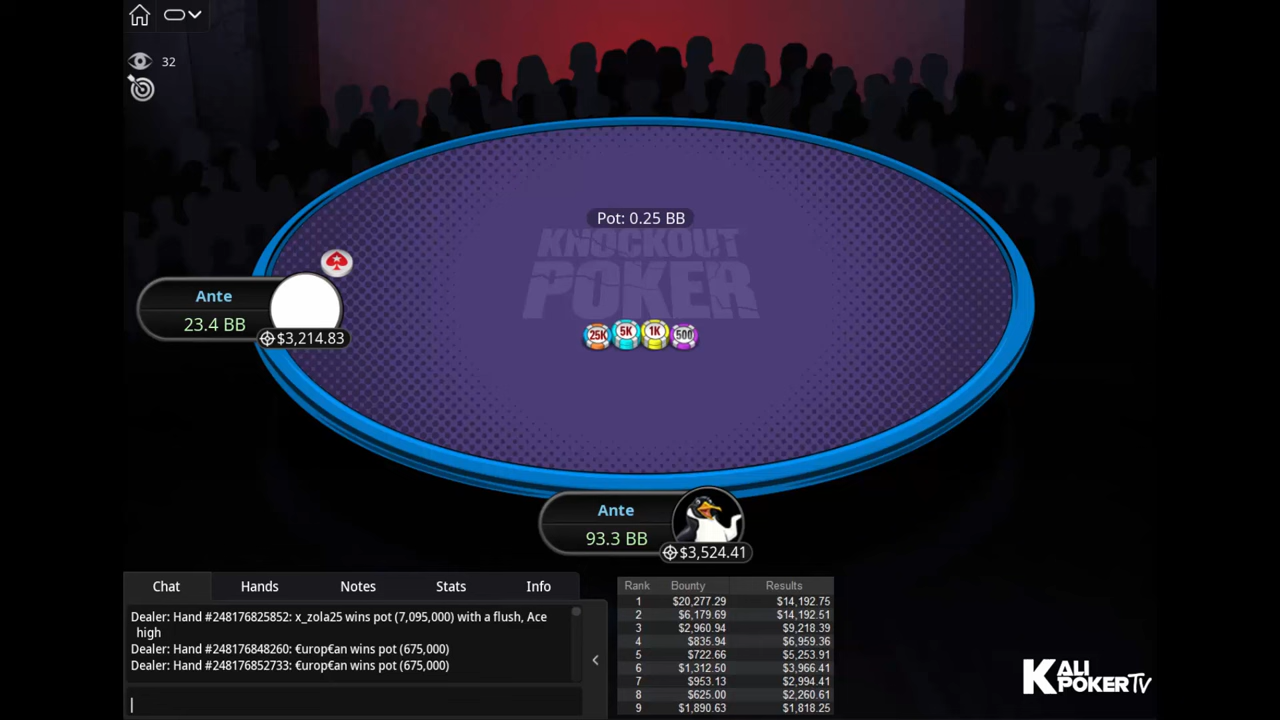 32
Pot: 0.25 BB
KNOCKOUT
POKER
25K 5K 1K 500
Ante
23.4 BB
$3,214.83
Ante
93.3 BB
$3,524.41
Chat Hands Notes Stats Info
Dealer: Hand #248176825852: x_zola25 wins pot (7,095,000) with a flush, Ace
high
Dealer: Hand #248176848260: €urop€an wins pot (675,000)
Dealer: Hand #248176852733: €urop€an wins pot (675,000)
Rank Bounty Results
1 $20,277.29 $14,192.75
2 $6,179.69 $14,192.51
3 $2,960.94 $9,218.39
4 $835.94 $6,959.36
5 $722.66 $5,253.91
6 $1,312.50 $3,966.41
7 $953.13 $2,994.41
8 $625.00 $2,260.61
9 $1,890.63 $1,818.25
KALI
POKERTV